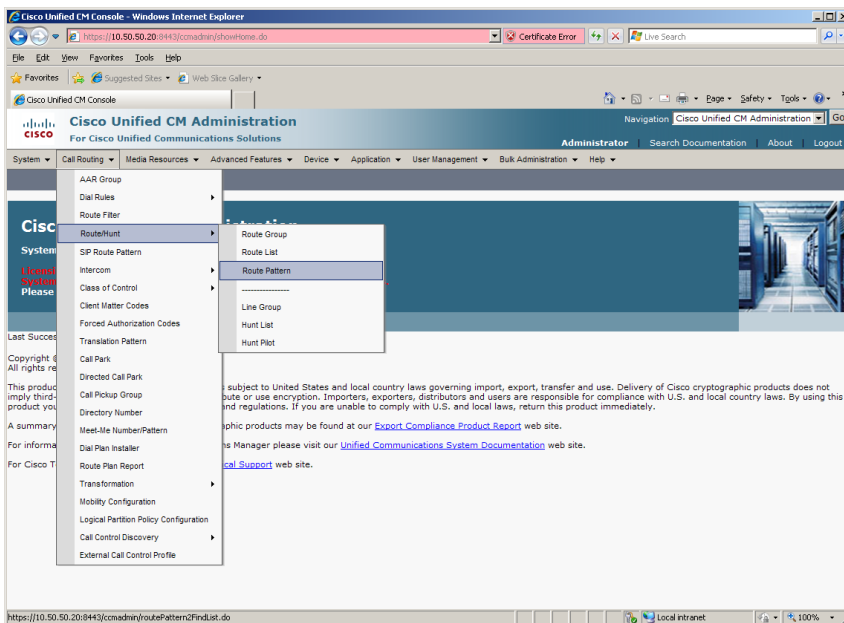 Cisco Unified CM Console - Windows Internet Explorer
https://10.50.50.20:8443/ccmadmin/showHome.do
Certificate Error
Live Search
File Edit View Favorites Tools Help
Favorites Suggested Sites Web Slice Gallery
Cisco Unified CM Console
Page Safety Tools
CISCO
Cisco Unified CM Administration
For Cisco Unified Communications Solutions
Navigation Cisco Unified CM Administration Go
Administrator | Search Documentation | About | Logout
System Call Routing Media Resources Advanced Features Device Application User Management Bulk Administration Help
AAR Group
Dial Rules
Route Filter
Route/Hunt
SIP Route Pattern
Intercom
Class of Control
Client Matter Codes
Forced Authorization Codes
Translation Pattern
Call Park
Directed Call Park
Call Pickup Group
Directory Number
Meet-Me Number/Pattern
Dial Plan Installer
Route Plan Report
Transformation
Mobility Configuration
Logical Partition Policy Configuration
Call Control Discovery
External Call Control Profile
Route Group
Route List
Route Pattern
----------------
Line Group
Hunt List
Hunt Pilot
Cisc
System
System
Please
Last Succes
Copyright
All rights re
This produc subject to United States and local country laws governing import, export, transfer and use. Delivery of Cisco cryptographic products does not
imply third- bute or use encryption. Importers, exporters, distributors and users are responsible for compliance with U.S. and local country laws. By using this
product you and regulations. If you are unable to comply with U.S. and local laws, return this product immediately.
A summary aphic products may be found at our Export Compliance Product Report web site.
For informa ns Manager please visit our Unified Communications System Documentation web site.
For Cisco T cal Support web site.
https://10.50.50.20:8443/ccmadmin/routePattern2FindList.do
Local intranet
100%